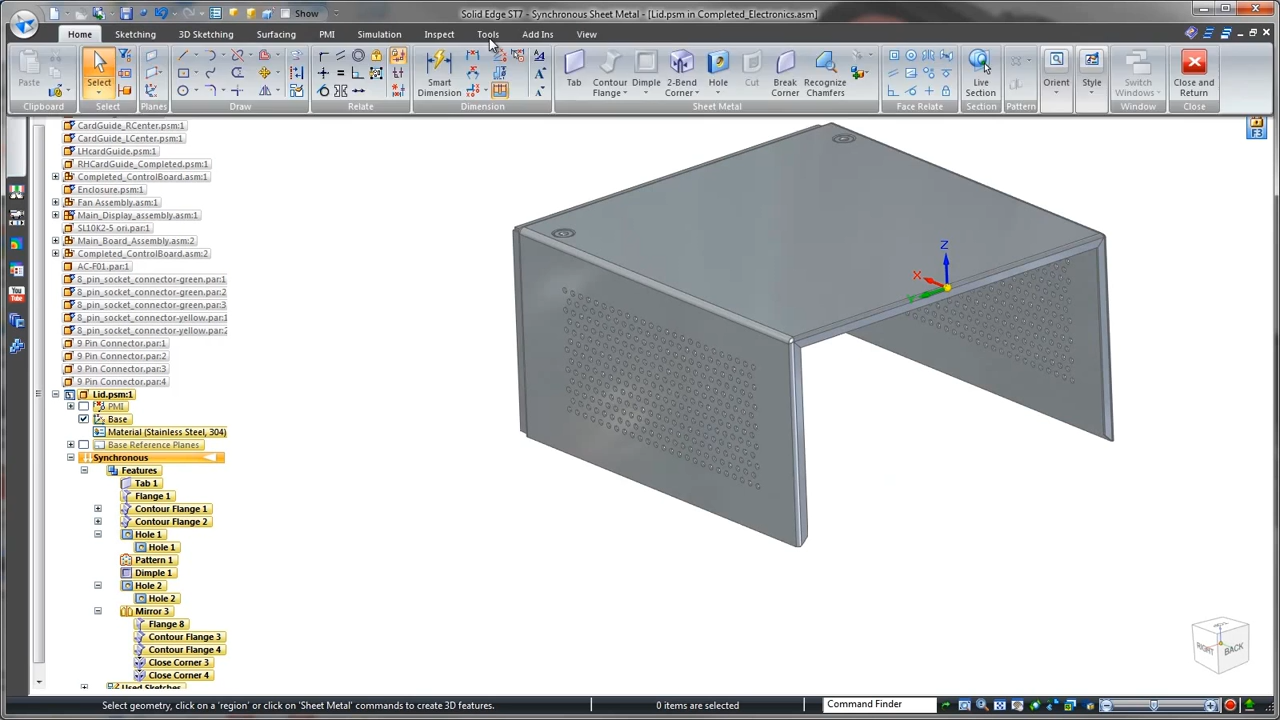 Show
Solid Edge ST7 - Synchronous Sheet Metal - [Lid.psm in Completed_Electronics.asm]
Home Sketching 3D Sketching Surfacing PMI Simulation Inspect Tools Add Ins View
Paste Select Smart Dimension Tab Contour Flange Dimple 2-Bend Corner Hole Cut Break Corner Recognize Chamfers Live Section Orient Style Switch Windows Close and Return
Clipboard Select Planes Draw Relate Dimension Sheet Metal Face Relate Section Pattern Window Close
F3
CardGuide_RCenter.psm:1
CardGuide_LCenter.psm:1
LHcardGuide.psm:1
RHCardGuide_Completed.psm:1
Completed_ControlBoard.asm:1
Enclosure.psm:1
Fan Assembly.asm:1
Main_Display_assembly.asm:1
SL10K2-5 ori.par:1
Main_Board_Assembly.asm:2
Completed_ControlBoard.asm:2
AC-F01.par:1
8_pin_socket_connector-green.par:1
8_pin_socket_connector-green.par:2
8_pin_socket_connector-green.par:3
8_pin_socket_connector-yellow.par:1
8_pin_socket_connector-yellow.par:2
9 Pin Connector.par:1
9 Pin Connector.par:2
9 Pin Connector.par:3
9 Pin Connector.par:4
Lid.psm:1
PMI
Base
Material (Stainless Steel, 304)
Base Reference Planes
Synchronous
Features
Tab 1
Flange 1
Contour Flange 1
Contour Flange 2
Hole 1
Hole 1
Pattern 1
Dimple 1
Hole 2
Hole 2
Mirror 3
Flange 8
Contour Flange 3
Contour Flange 4
Close Corner 3
Close Corner 4
Used Sketches
You Tube
Z
X
Y
RIGHT BACK
Select geometry, click on a 'region' or click on 'Sheet Metal' commands to create 3D features. 0 items are selected Command Finder